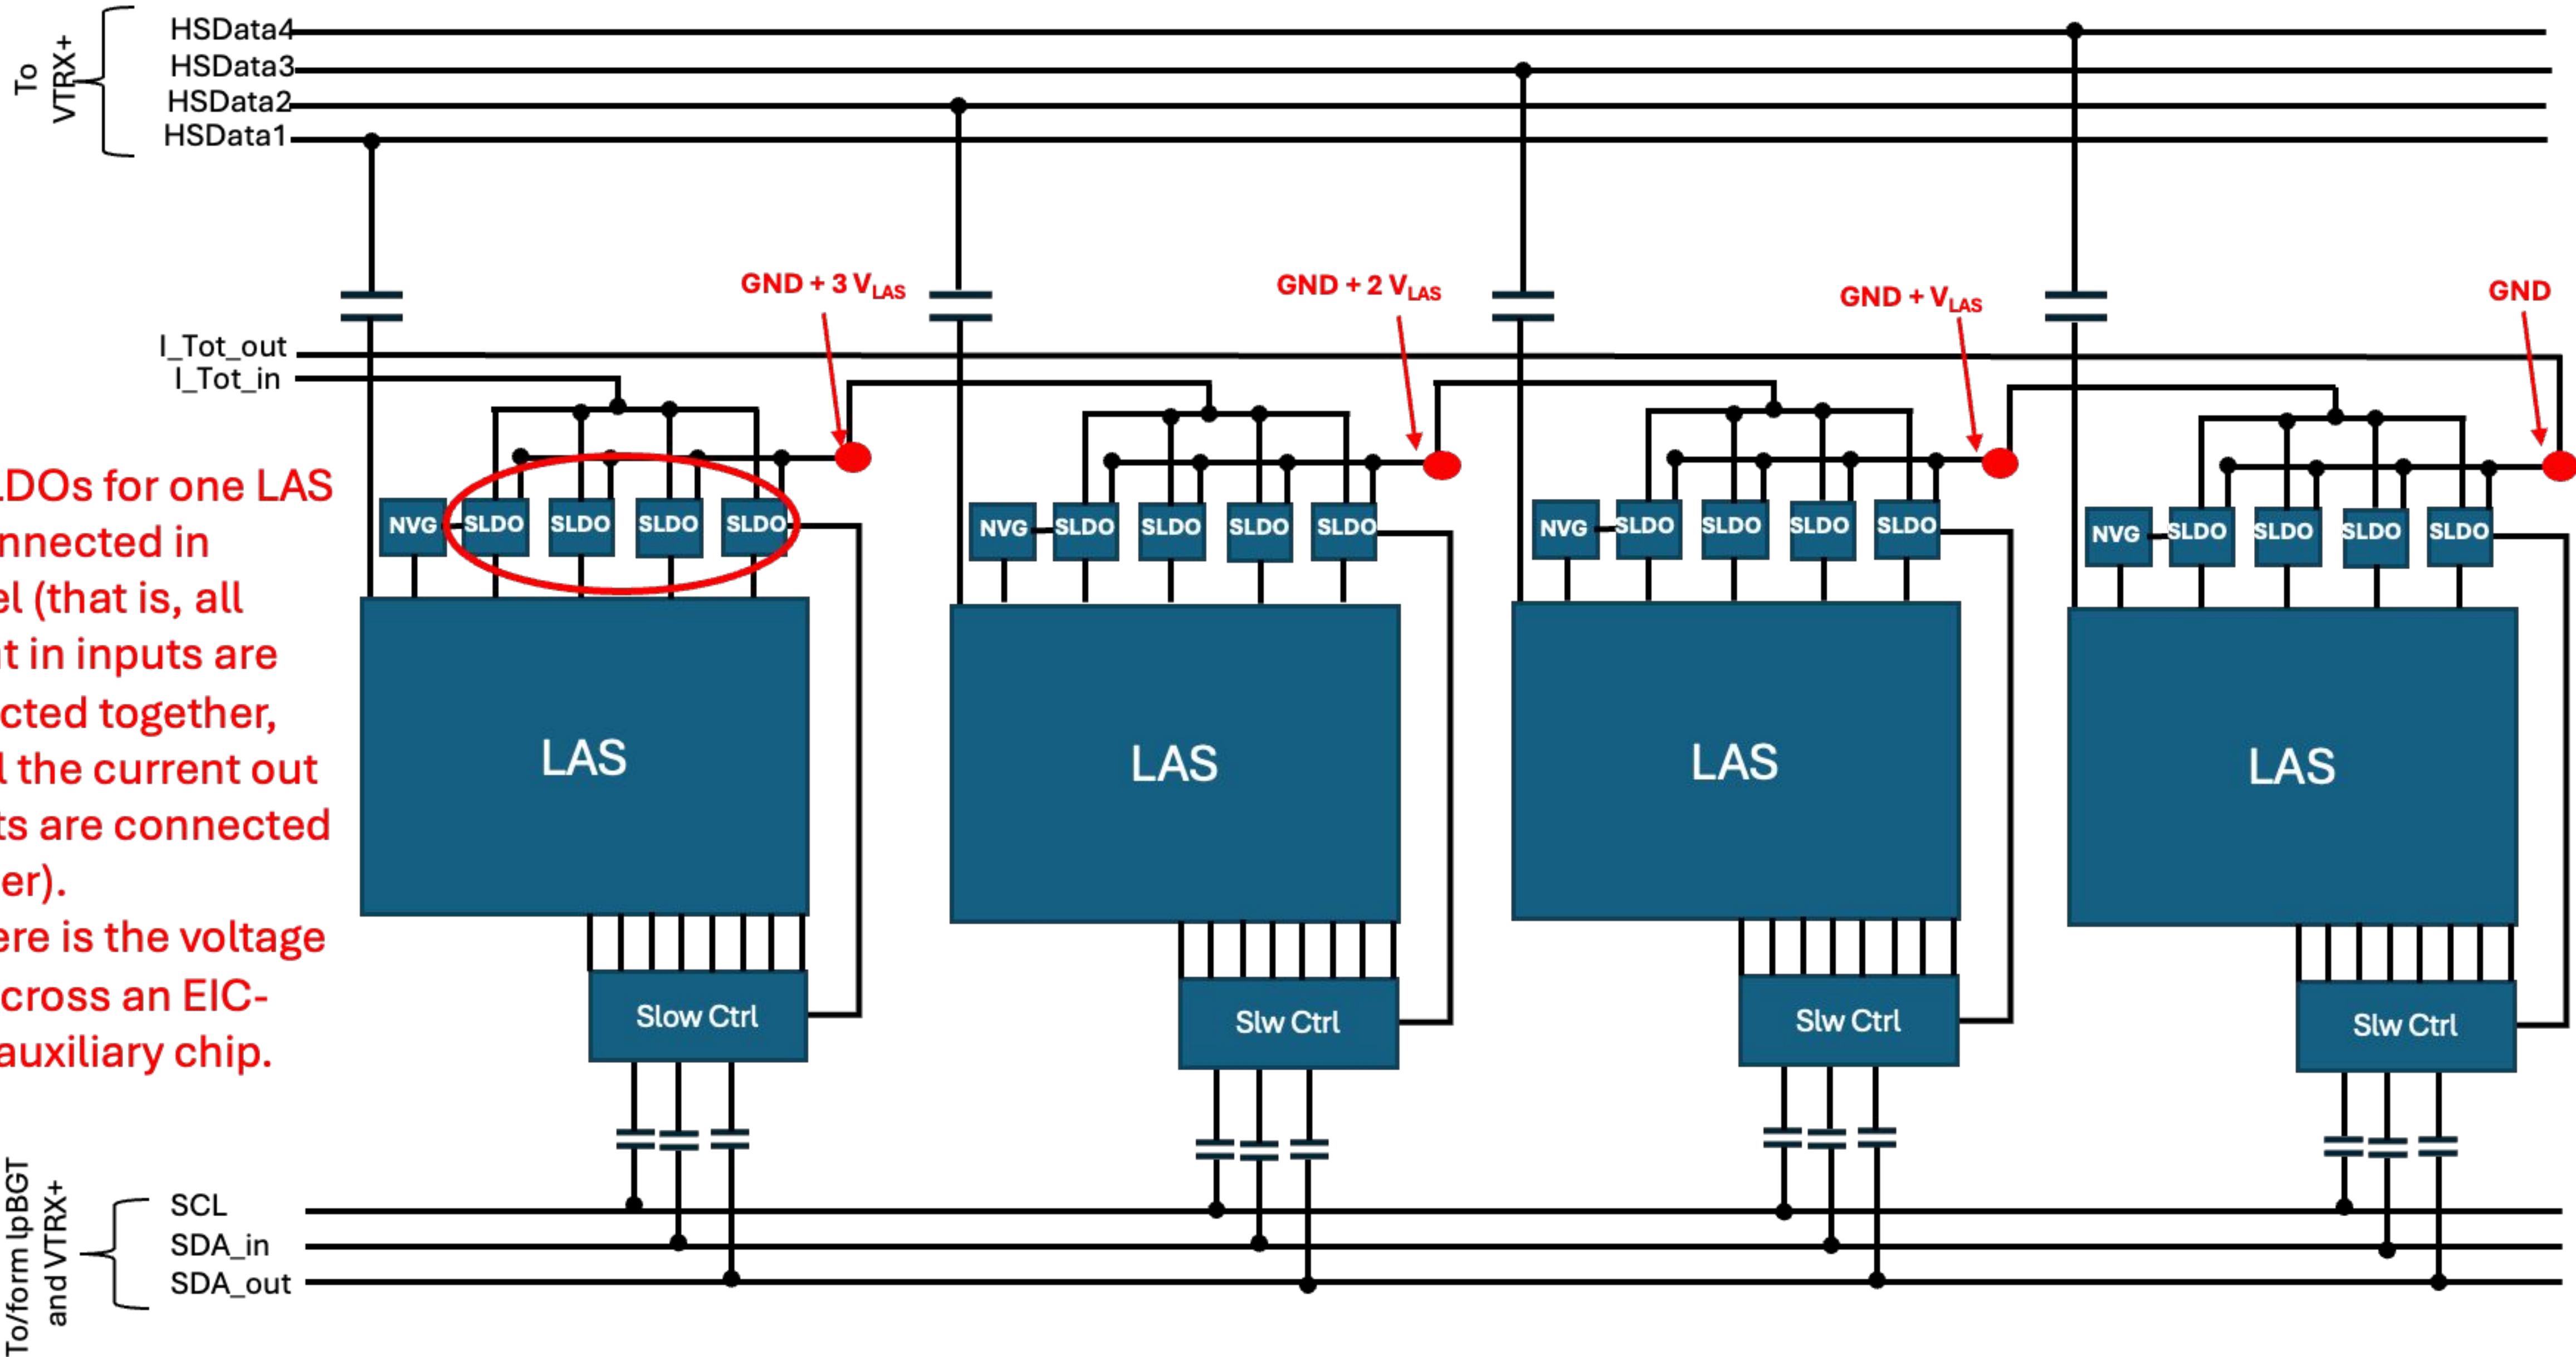 To
VTRX+
HSData4
HSData3
HSData2
HSData1
GND + 3 VLAS
GND + 2 VLAS
GND + VLAS
GND
I_Tot_out
I_Tot_in
LDOs for one LAS
nnected in
el (that is, all
t in inputs are
cted together,
l the current out
ts are connected
er).
ere is the voltage
cross an EIC-
auxiliary chip.
NVG SLDO SLDO SLDO SLDO
NVG SLDO SLDO SLDO SLDO
NVG SLDO SLDO SLDO SLDO
NVG SLDO SLDO SLDO SLDO
LAS
LAS
LAS
LAS
Slow Ctrl
Slw Ctrl
Slw Ctrl
Slw Ctrl
To/form lpBGT
and VTRX+
SCL
SDA_in
SDA_out